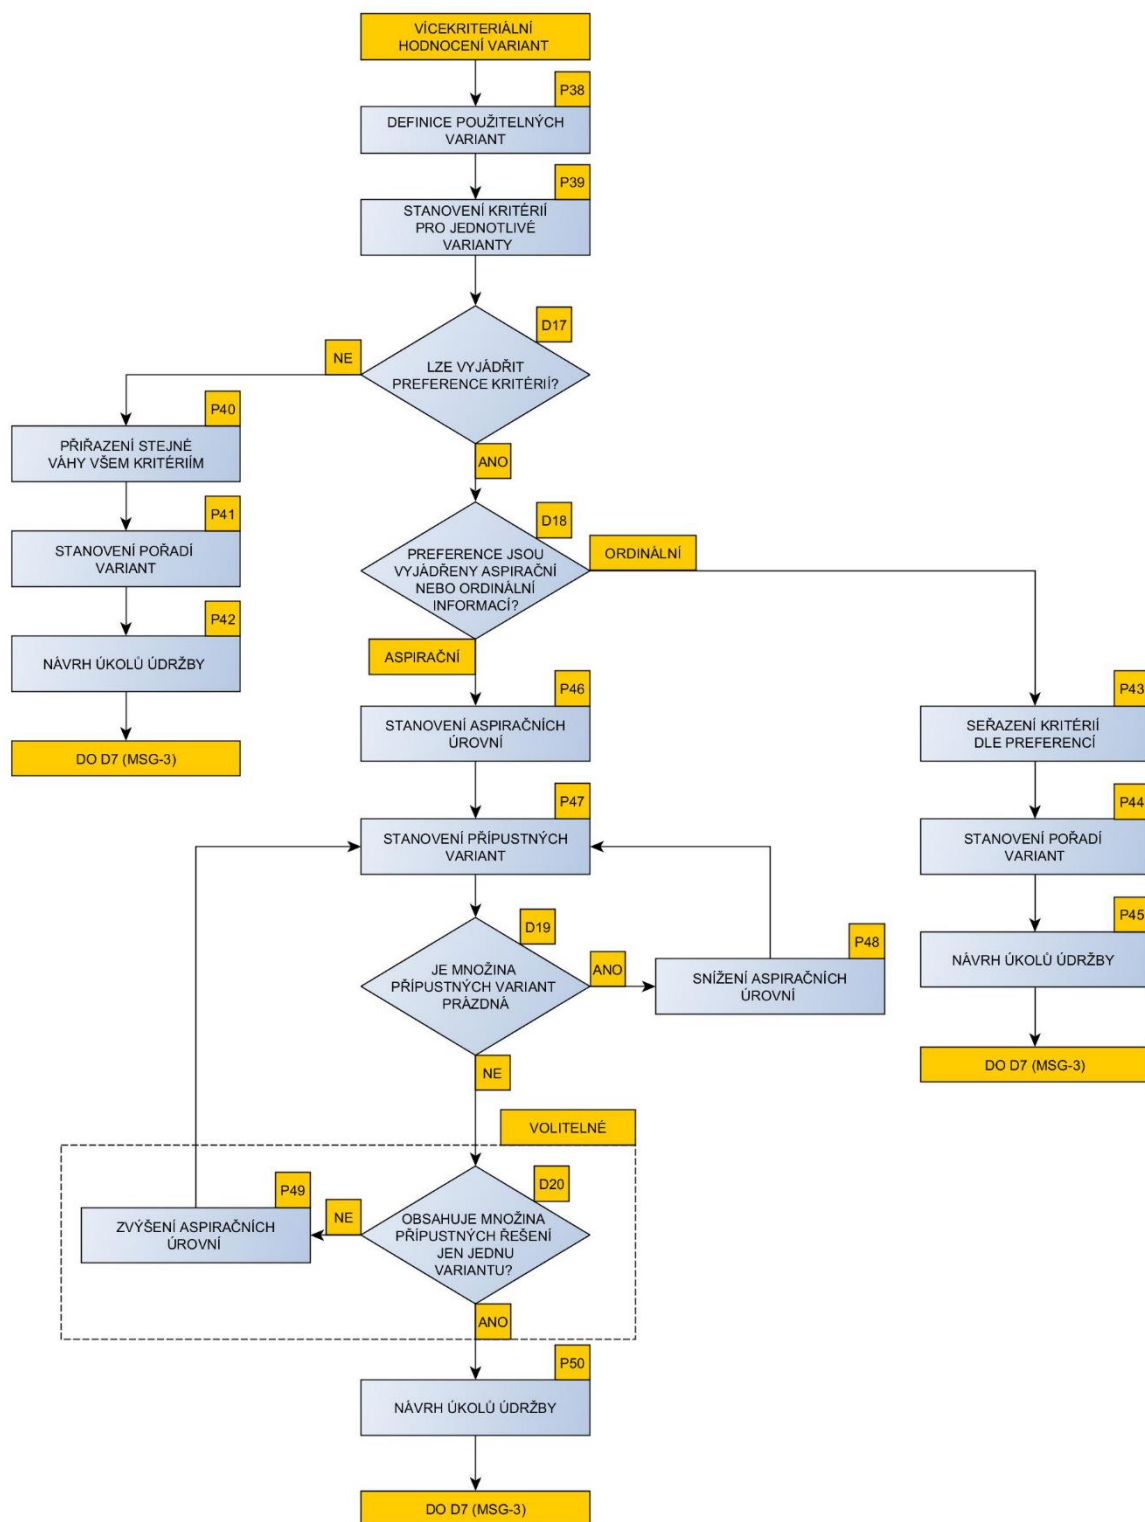 VÍCEKRITERIÁLNÍ
HODNOCENÍ VARIANT
P38
DEFINICE POUŽITELNÝCH
VARIANT
P39
STANOVENÍ KRITÉRIÍ
PRO JEDNOTLIVÉ
VARIANTY
D17
LZE VYJÁDŘIT
PREFERENCE KRITÉRIÍ?
NE
P40
PŘIŘAZENÍ STEJNÉ
VÁHY VŠEM KRITÉRIÍM
P41
STANOVENÍ POŘADÍ
VARIANT
P42
NÁVRH ÚKOLŮ ÚDRŽBY
DO D7 (MSG-3)
ANO
D18
PREFERENCE JSOU
VYJÁDŘENY ASPIRAČNÍ
NEBO ORDINÁLNÍ
INFORMACÍ?
ORDINÁLNÍ
P43
SEŘAZENÍ KRITÉRIÍ
DLE PREFERENCÍ
P44
STANOVENÍ POŘADÍ
VARIANT
P45
NÁVRH ÚKOLŮ ÚDRŽBY
DO D7 (MSG-3)
ASPIRAČNÍ
P46
STANOVENÍ ASPIRAČNÍCH
ÚROVNÍ
P47
STANOVENÍ PŘÍPUSTNÝCH
VARIANT
D19
JE MNOŽINA
PŘÍPUSTNÝCH VARIANT
PRÁZDNÁ
ANO
P48
SNÍŽENÍ ASPIRAČNÍCH
ÚROVNÍ
NE
VOLITELNÉ
D20
OBSAHUJE MNOŽINA
PŘÍPUSTNÝCH ŘEŠENÍ
JEN JEDNU
VARIANTU?
NE
P49
ZVÝŠENÍ ASPIRAČNÍCH
ÚROVNÍ
ANO
P50
NÁVRH ÚKOLŮ ÚDRŽBY
DO D7 (MSG-3)